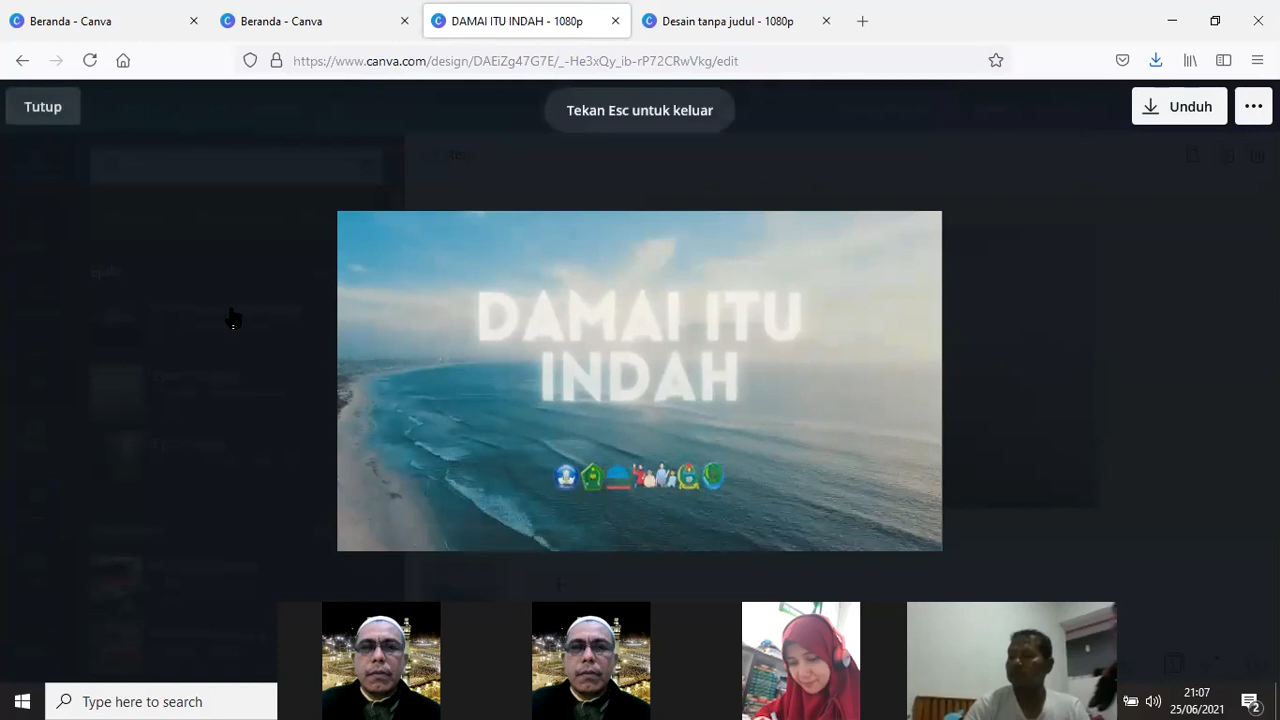 Beranda - Canva
Beranda - Canva
DAMAI ITU INDAH - 1080p
Desain tanpa judul - 1080p
https://www.canva.com/design/DAEiZg47G7E/_-He3xQy_ib-rP72CRwVkg/edit
Tutup
Tekan Esc untuk keluar
Unduh
DAMAI ITU
INDAH
Type here to search
21:07
25/06/2021
2